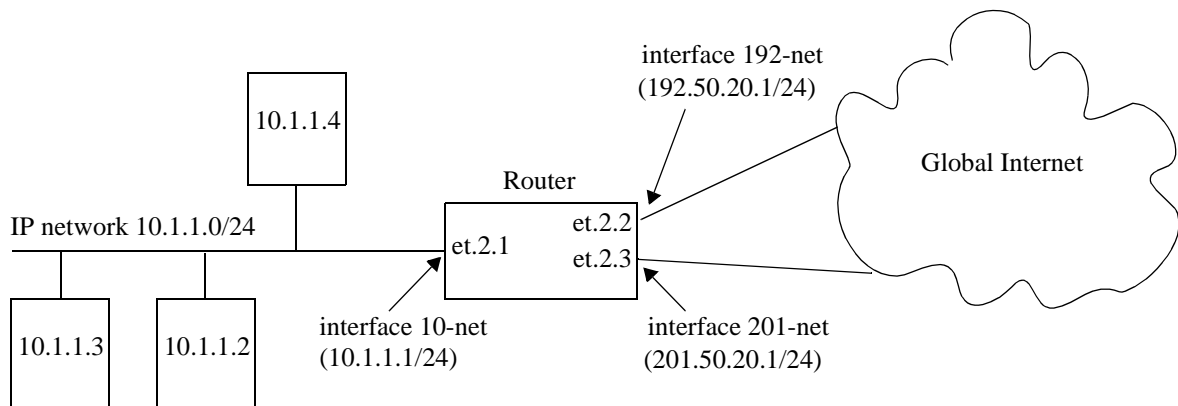 interface 192-net
(192.50.20.1/24)
10.1.1.4
Global Internet
Router
IP network 10.1.1.0/24
et.2.2
et.2.1
et.2.3
interface 10-net
(10.1.1.1/24)
interface 201-net
(201.50.20.1/24)
10.1.1.3
10.1.1.2